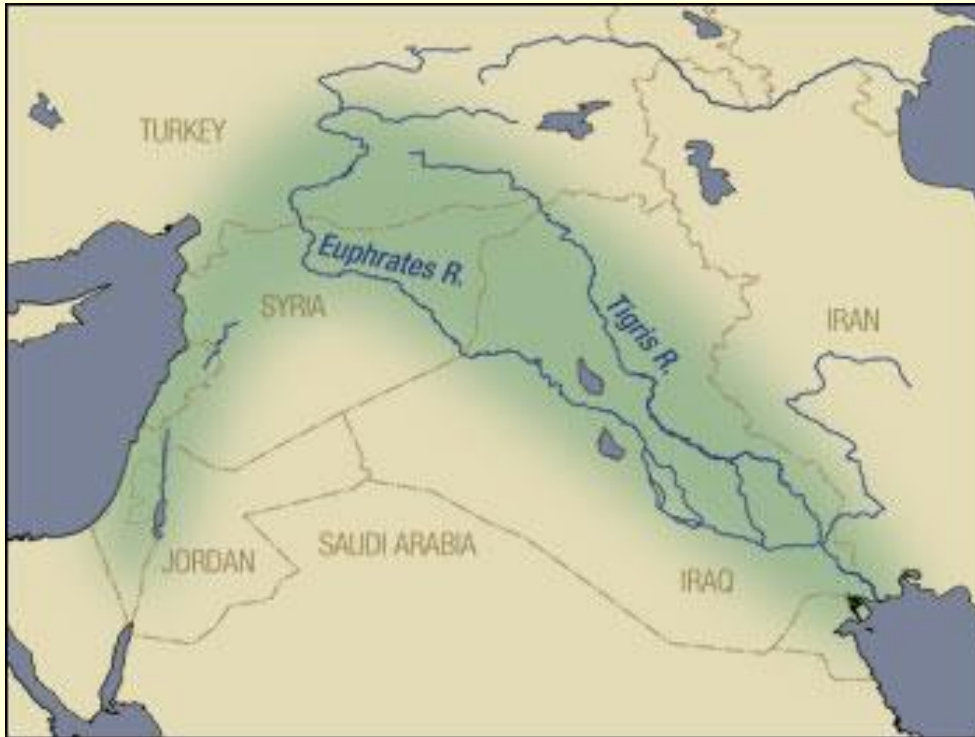 TURKEY
Euphrates R.
SYRIA
Tigris R.
IRAN
JORDAN
SAUDI ARABIA
IRAQ